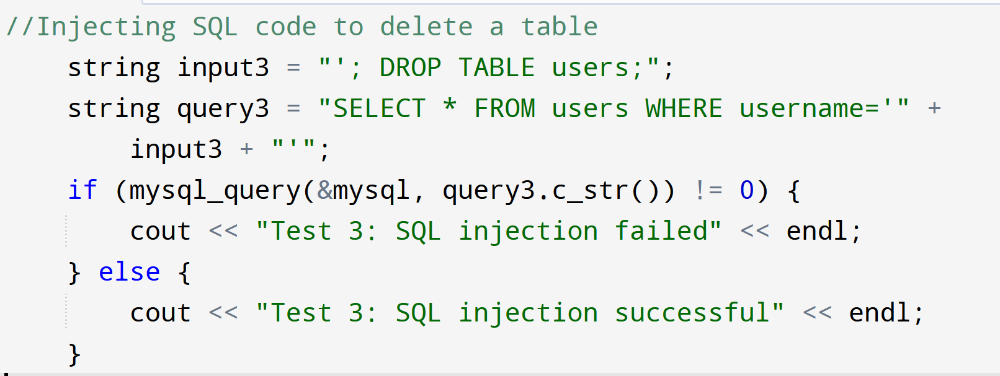 //Injecting SQL code to delete a table
string input3 = "'; DROP TABLE users;";
string query3 = "SELECT * FROM users WHERE username='" +
input3 + "'";
if (mysql_query(&mysql, query3.c_str()) != 0) {
cout << "Test 3: SQL injection failed" << endl;
} else {
cout << "Test 3: SQL injection successful" << endl;
}